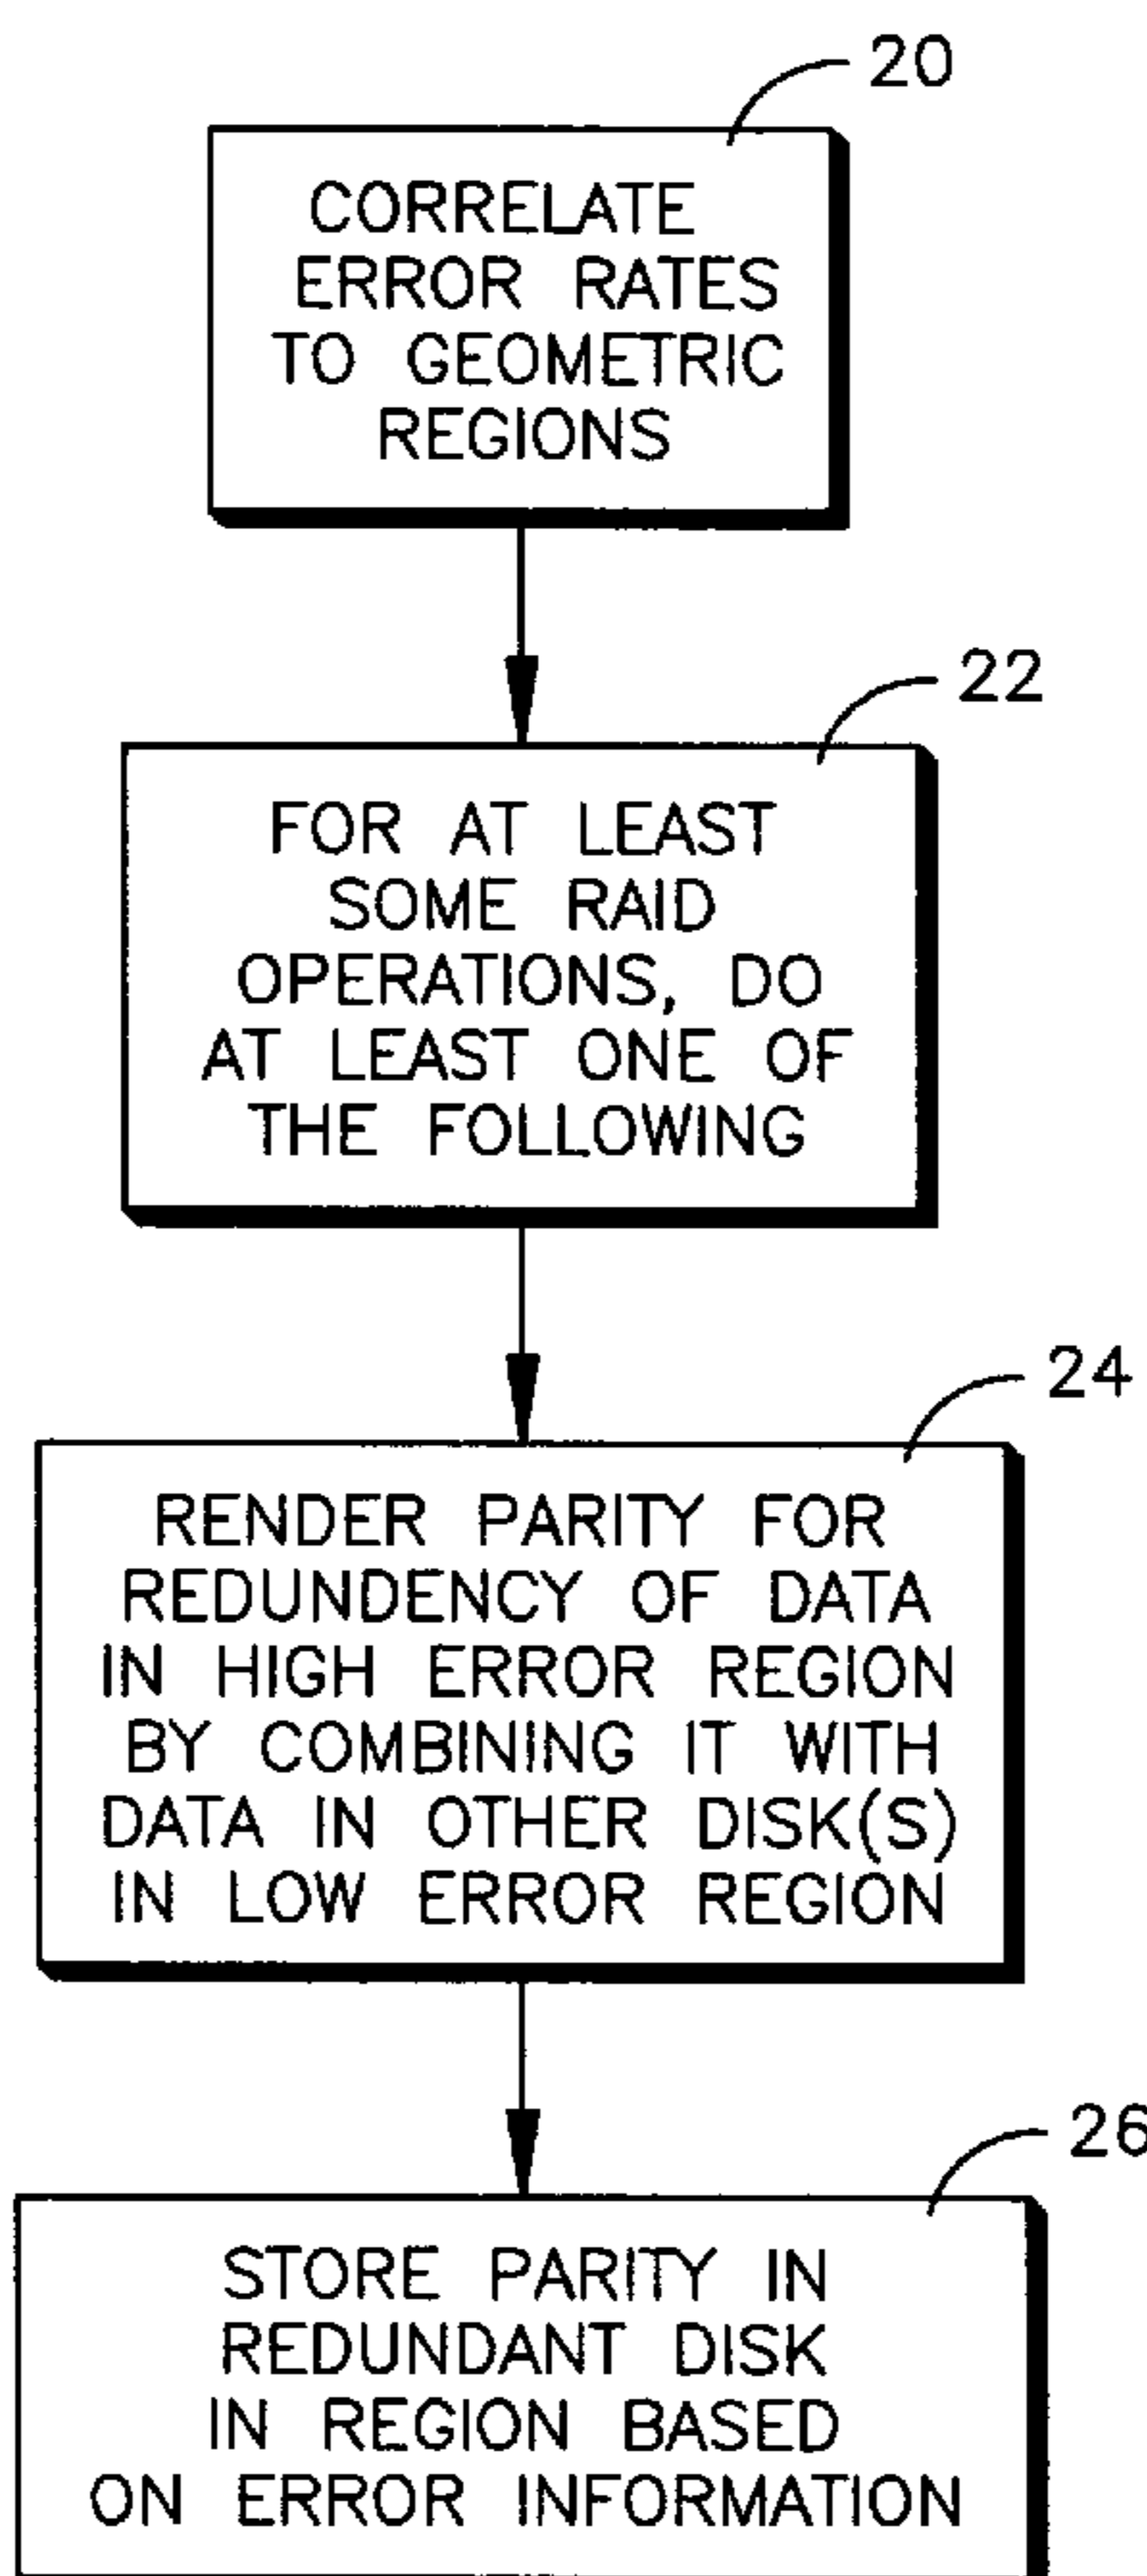 20
CORRELATE
ERROR RATES
TO GEOMETRIC
REGIONS
22
FOR AT LEAST
SOME RAID
OPERATIONS, DO
AT LEAST ONE OF
THE FOLLOWING
24
RENDER PARITY FOR
REDUNDENCY OF DATA
IN HIGH ERROR REGION
BY COMBINING IT WITH
DATA IN OTHER DISK(S)
IN LOW ERROR REGION
26
STORE PARITY IN
REDUNDANT DISK
IN REGION BASED
ON ERROR INFORMATION